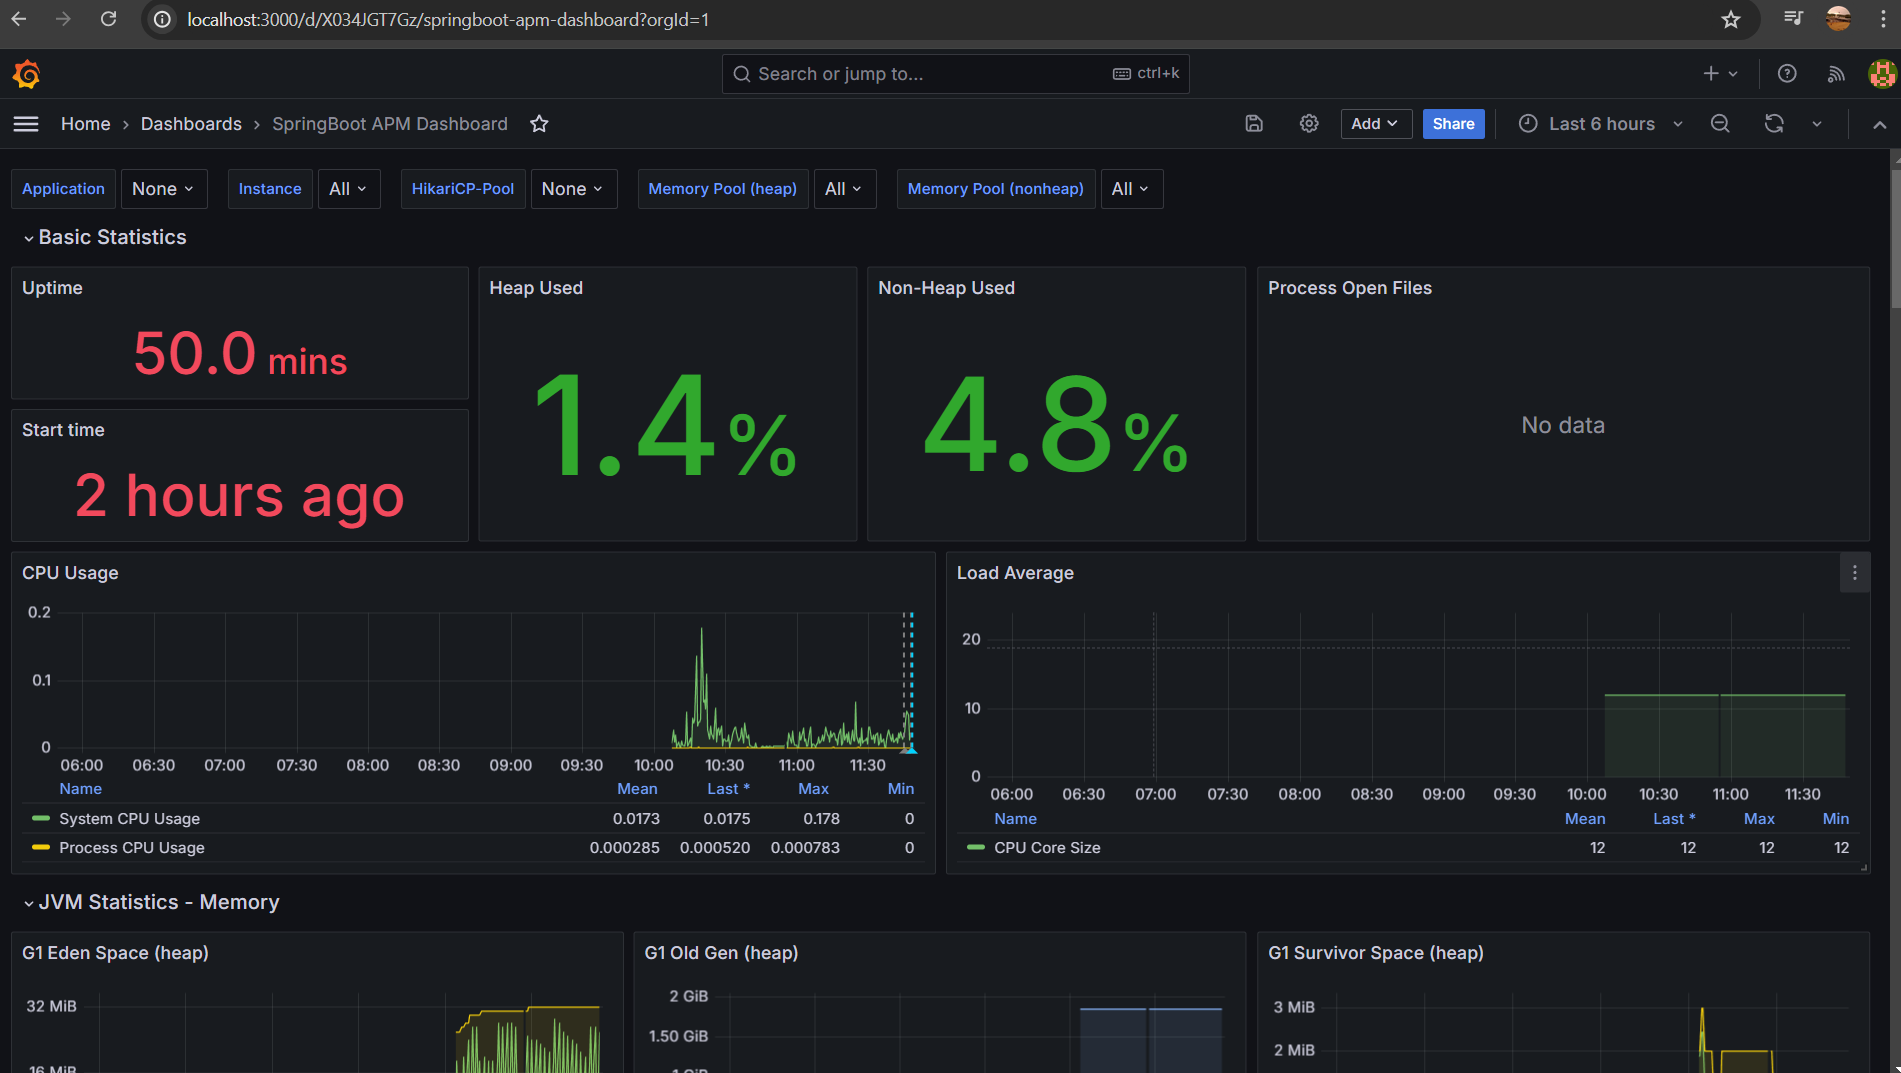 localhost:3000/d/X034JGT7Gz/springboot-apm-dashboard?orgId=1
Search or jump to... ctrl+k
Home › Dashboards › SpringBoot APM Dashboard Add Share Last 6 hours
Application None Instance All HikariCP-Pool None Memory Pool (heap) All Memory Pool (nonheap) All
Basic Statistics
Uptime
50.0 mins
Start time
2 hours ago
Heap Used
1.4%
Non-Heap Used
4.8%
Process Open Files
No data
CPU Usage
0.2
0.1
0
06:00 06:30 07:00 07:30 08:00 08:30 09:00 09:30 10:00 10:30 11:00 11:30
Name Mean Last * Max Min
System CPU Usage 0.0173 0.0175 0.178 0
Process CPU Usage 0.000285 0.000520 0.000783 0
Load Average
20
10
0
06:00 06:30 07:00 07:30 08:00 08:30 09:00 09:30 10:00 10:30 11:00 11:30
Name Mean Last * Max Min
CPU Core Size 12 12 12 12
JVM Statistics - Memory
G1 Eden Space (heap)
32 MiB
16 MiB
G1 Old Gen (heap)
2 GiB
1.50 GiB
1 GiB
G1 Survivor Space (heap)
3 MiB
2 MiB